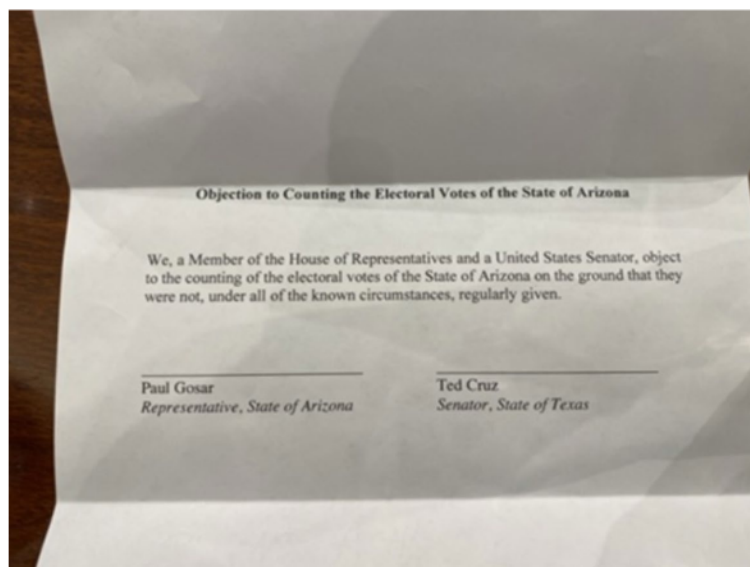 Objection to Counting the Electoral Votes of the State of Arizona
We, a Member of the House of Representatives and a United States Senator, object
to the counting of the electoral votes of the State of Arizona on the ground that they
were not, under all of the known circumstances, regularly given.
Paul Gosar
Representative, State of Arizona
Ted Cruz
Senator, State of Texas